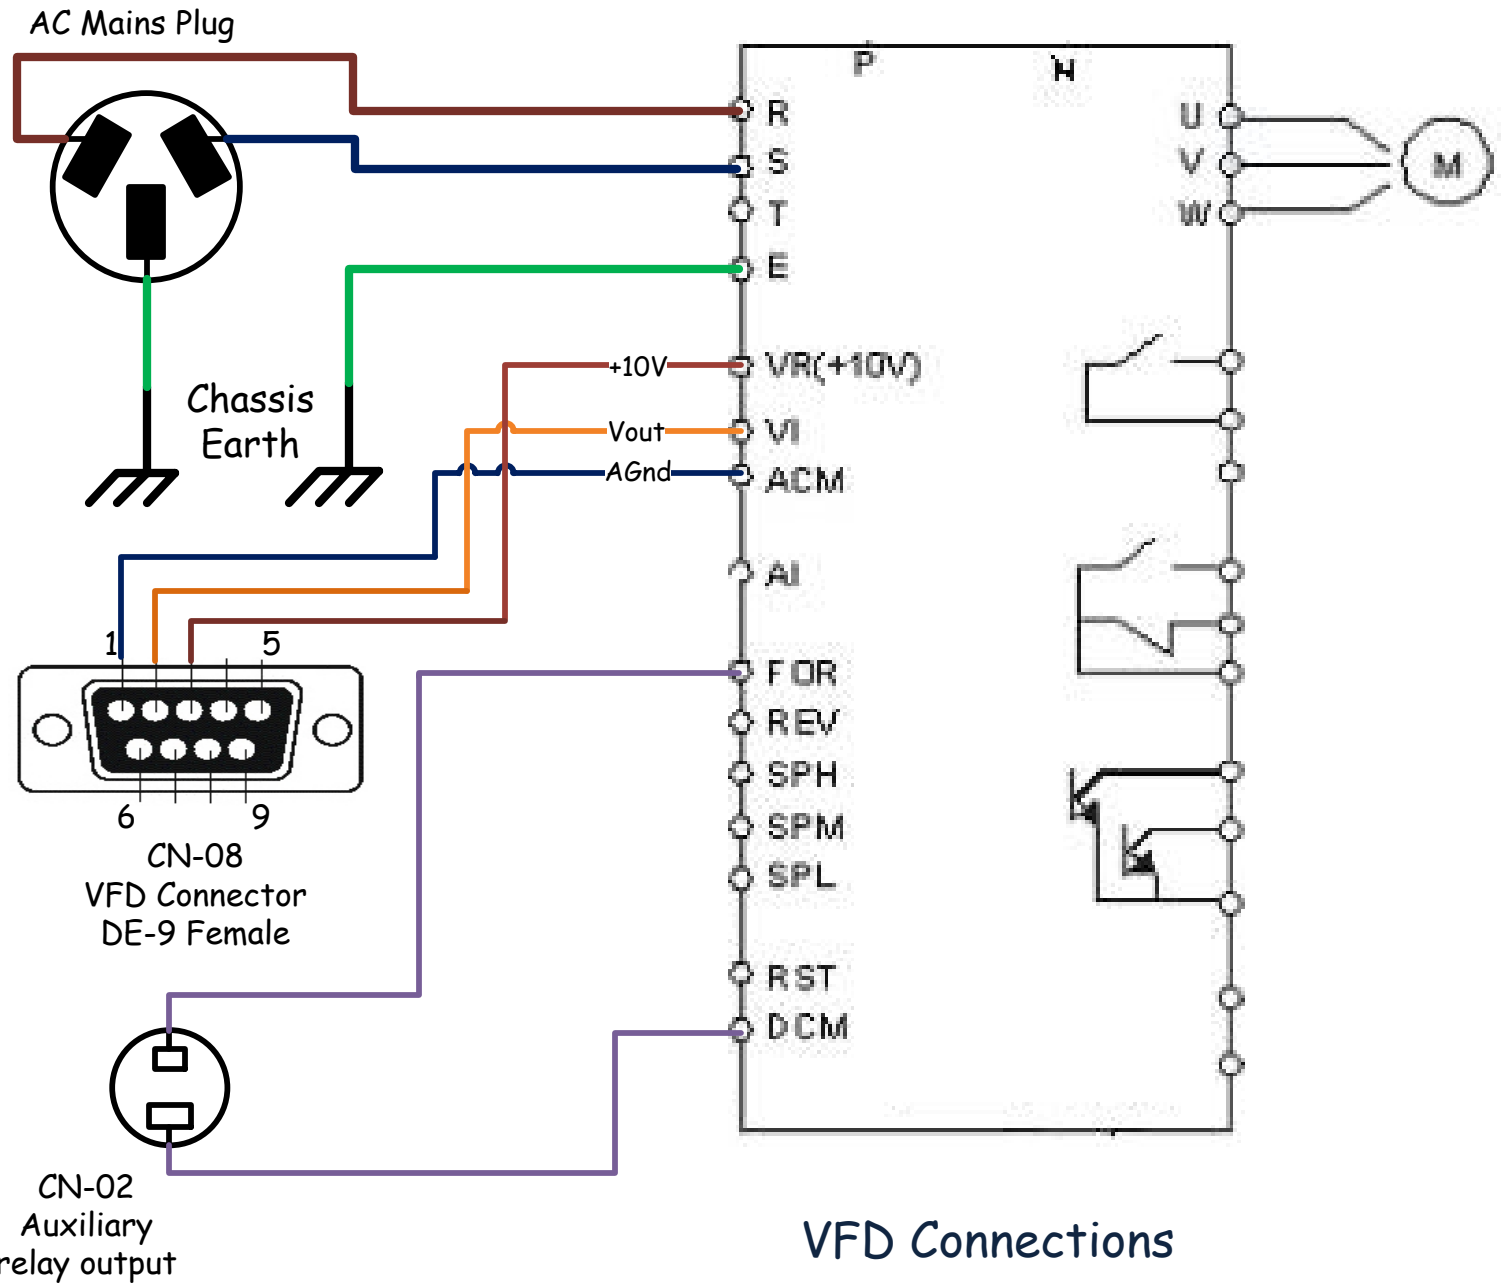 AC Mains Plug
P
N
R
S
T
E
U
V
W
M
Chassis
Earth
+10V
VR(+10V)
Vout
VI
AGnd
ACM
AI
1
5
FOR
REV
SPH
SPM
SPL
6
9
CN-08
VFD Connector
DE-9 Female
RST
DCM
CN-02
Auxiliary
relay output
VFD Connections